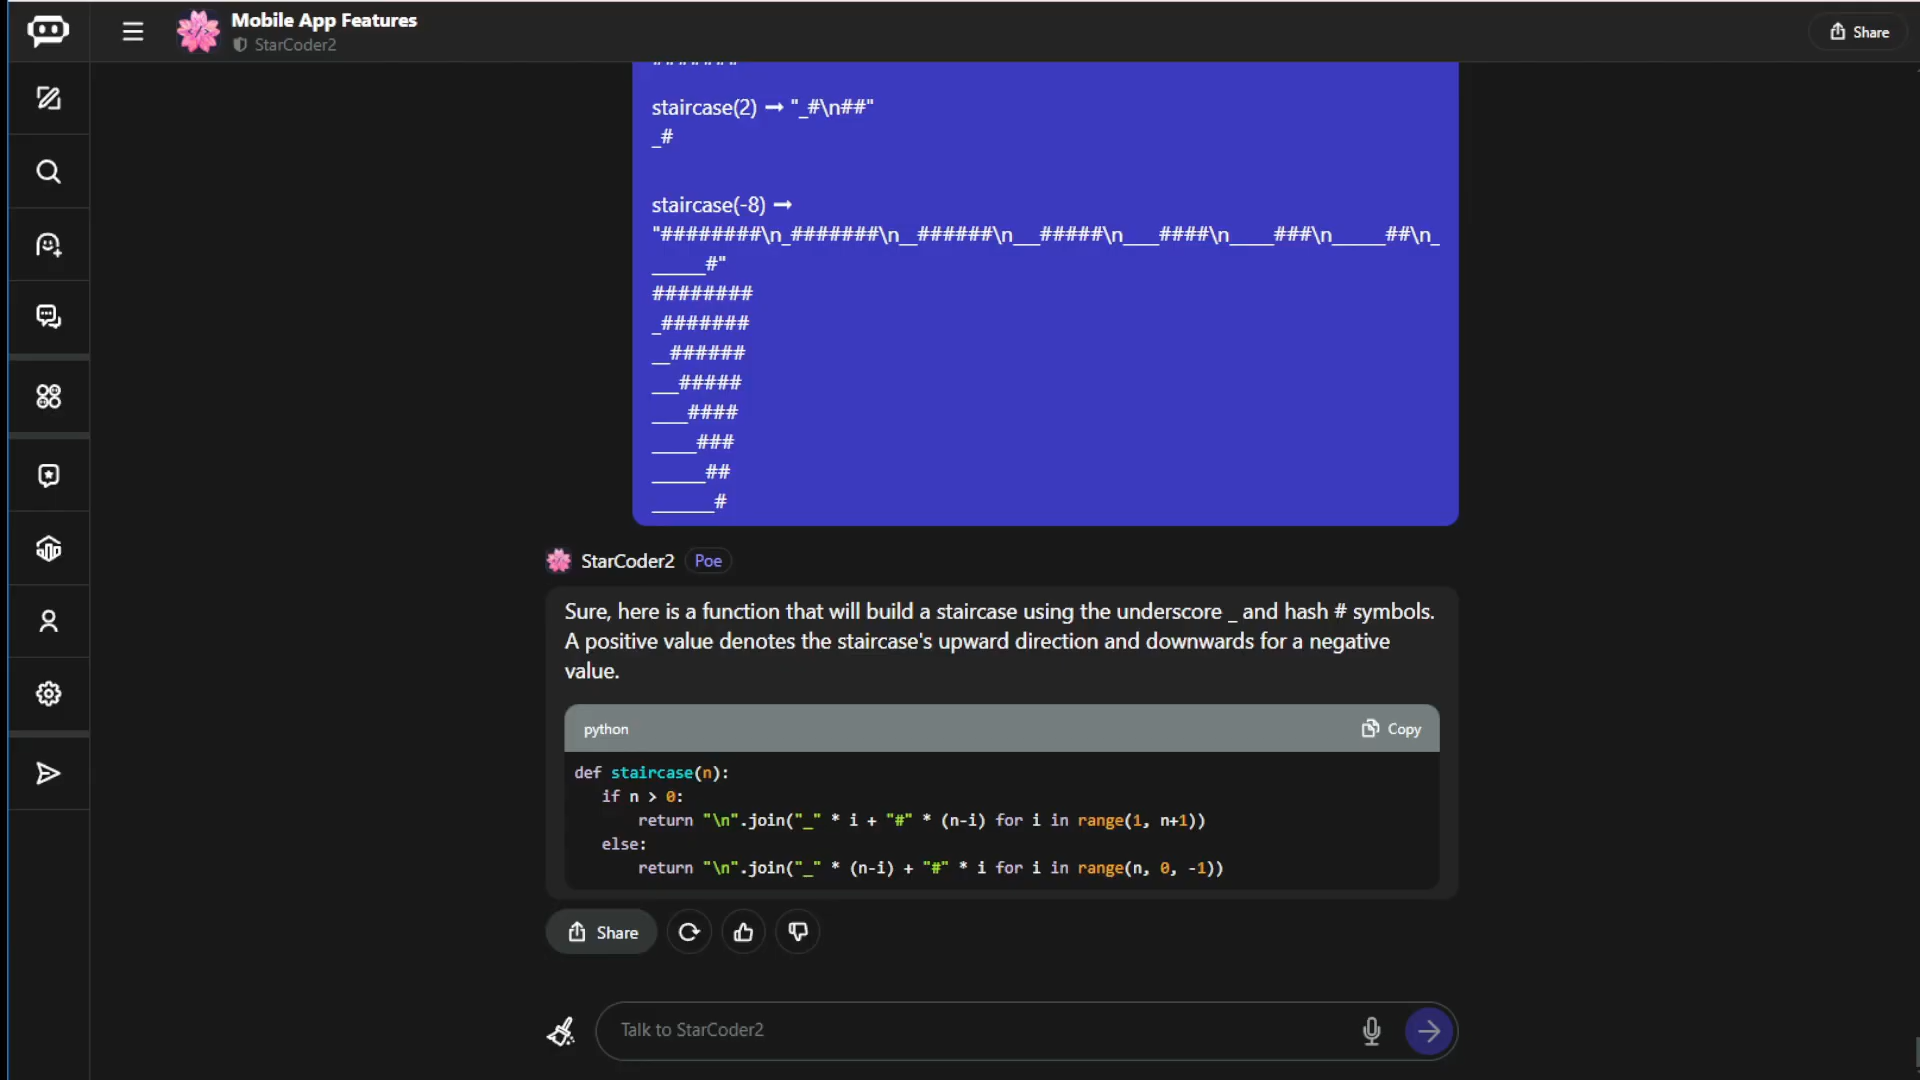 Mobile App Features
StarCoder2
Share
staircase(2) ➞ "_#\n##"
_#
staircase(-8) ➞
"########\n_#######\n__######\n___#####\n____####\n_____###\n______##\n_
______#"
########
_#######
__######
___#####
____####
_____###
______##
_______#
StarCoder2 Poe
Sure, here is a function that will build a staircase using the underscore _ and hash # symbols.
A positive value denotes the staircase's upward direction and downwards for a negative
value.
python Copy
def staircase(n):
if n > 0:
return "\n".join("_" * i + "#" * (n-i) for i in range(1, n+1))
else:
return "\n".join("_" * (n-i) + "#" * i for i in range(n, 0, -1))
Share
Talk to StarCoder2